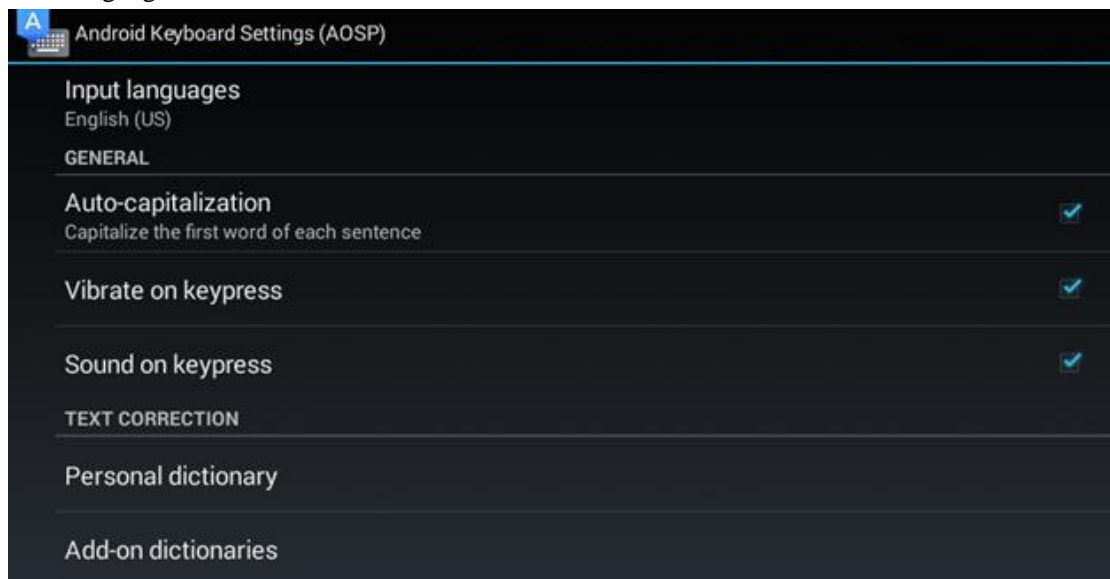 A
Android Keyboard Settings (AOSP)
Input languages
English (US)
GENERAL
Auto-capitalization
Capitalize the first word of each sentence
Vibrate on keypress
Sound on keypress
TEXT CORRECTION
Personal dictionary
Add-on dictionaries